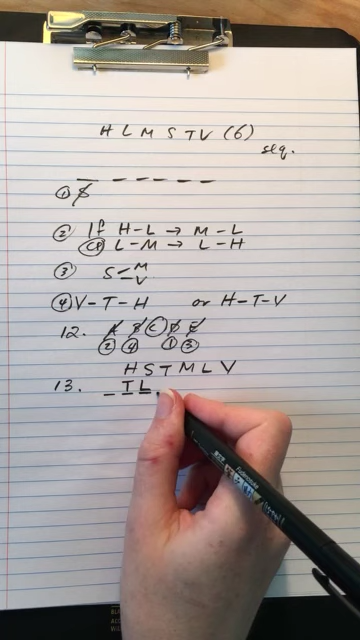 H L M S T V (6)
seq.
① S
② If H-L → M-L
CP L-M → L-H
③ S < M
V
④ V-T-H or H-T-V
12. A B C D E
② ④ ① ③
H S T M L V
13. _ T L